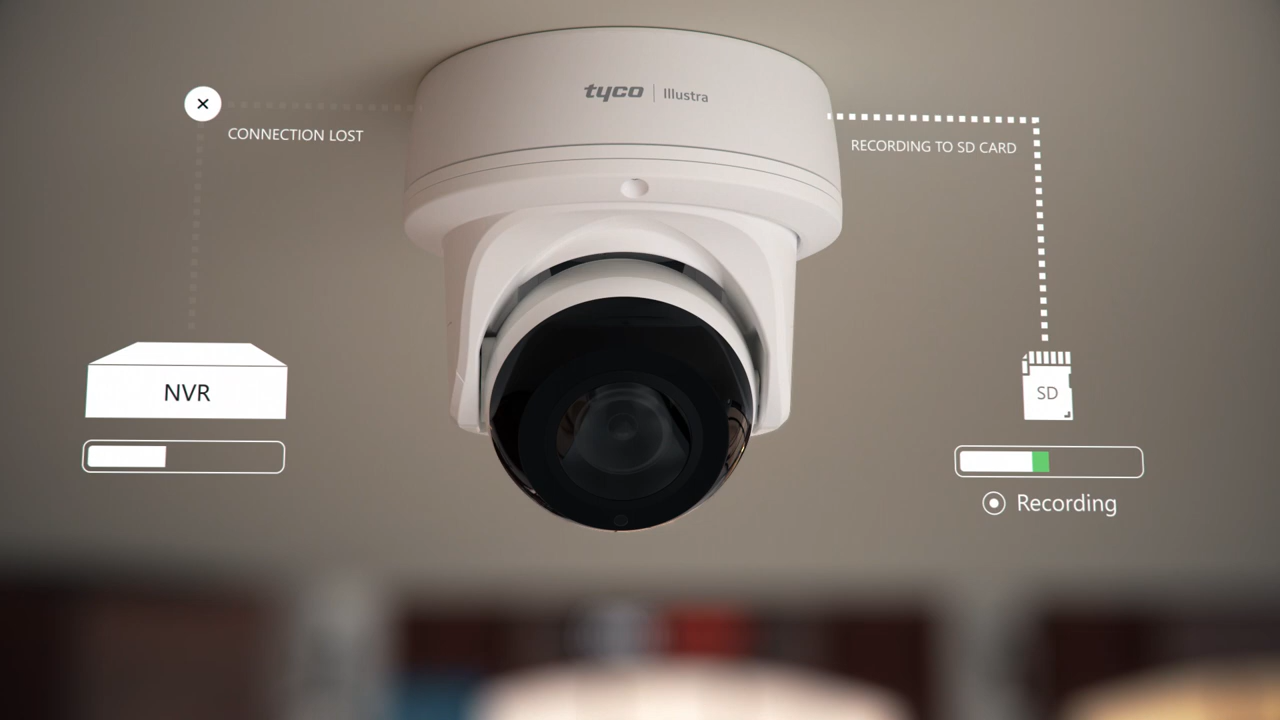 tyco | Illustra
CONNECTION LOST
RECORDING TO SD CARD
NVR
SD
Recording